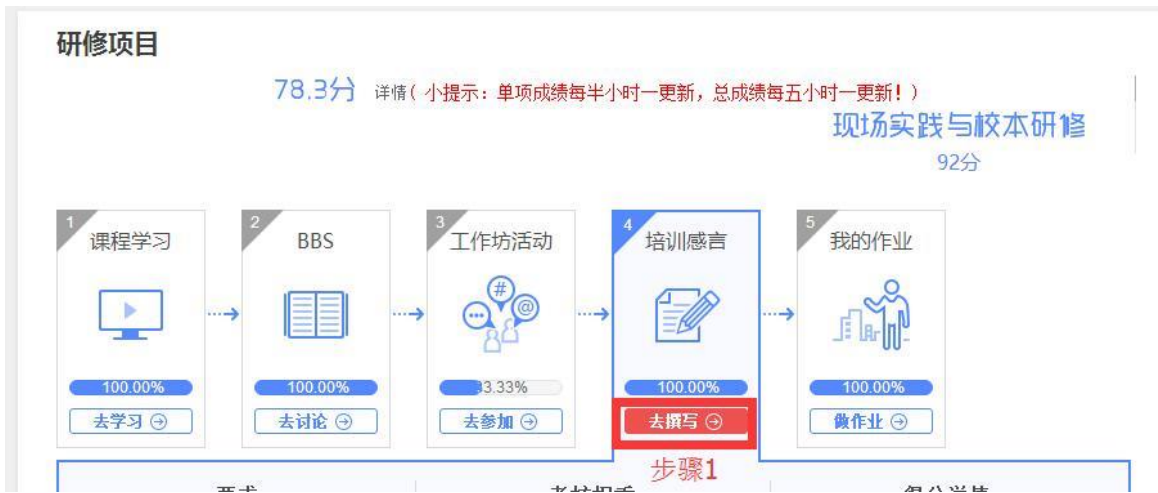 研修项目
78.3分 详情( 小提示：单项成绩每半小时一更新，总成绩每五小时一更新！)
现场实践与校本研修
92分
1 2 3 4 5
课程学习 BBS 工作坊活动 培训感言 我的作业
# @
100.00% 100.00% 33.33% 100.00% 100.00%
去学习 去讨论 去参加 去撰写 做作业
步骤1